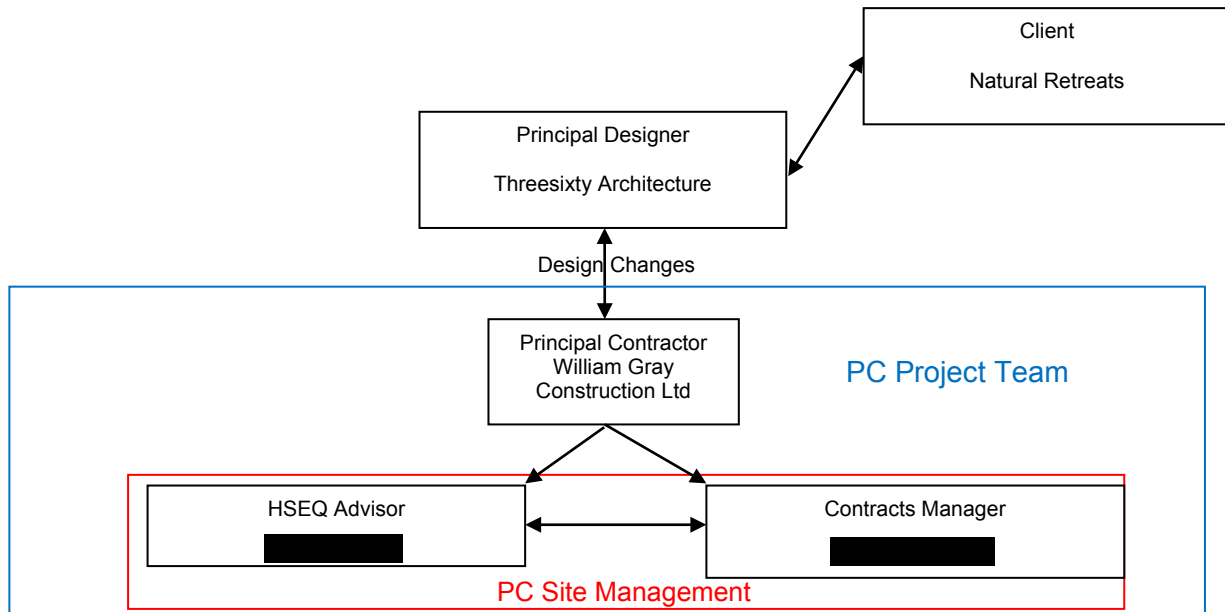 Client
Natural Retreats
Principal Designer
Threesixty Architecture
Design Changes
Principal Contractor
William Gray
Construction Ltd
PC Project Team
HSEQ Advisor
Contracts Manager
PC Site Management